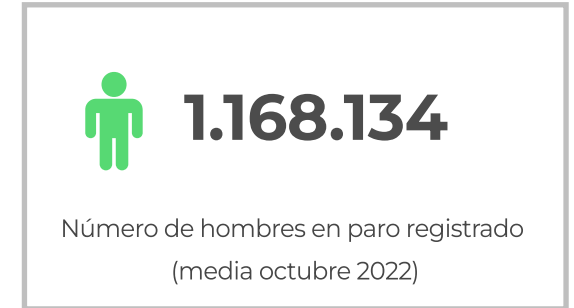 1.168.134
Número de hombres en paro registrado
(media octubre 2022)